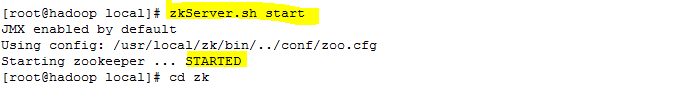 [root@hadoop local]# zkServer.sh start
JMX enabled by default
Using config: /usr/local/zk/bin/../conf/zoo.cfg
Starting zookeeper ... STARTED
[root@hadoop local]# cd zk